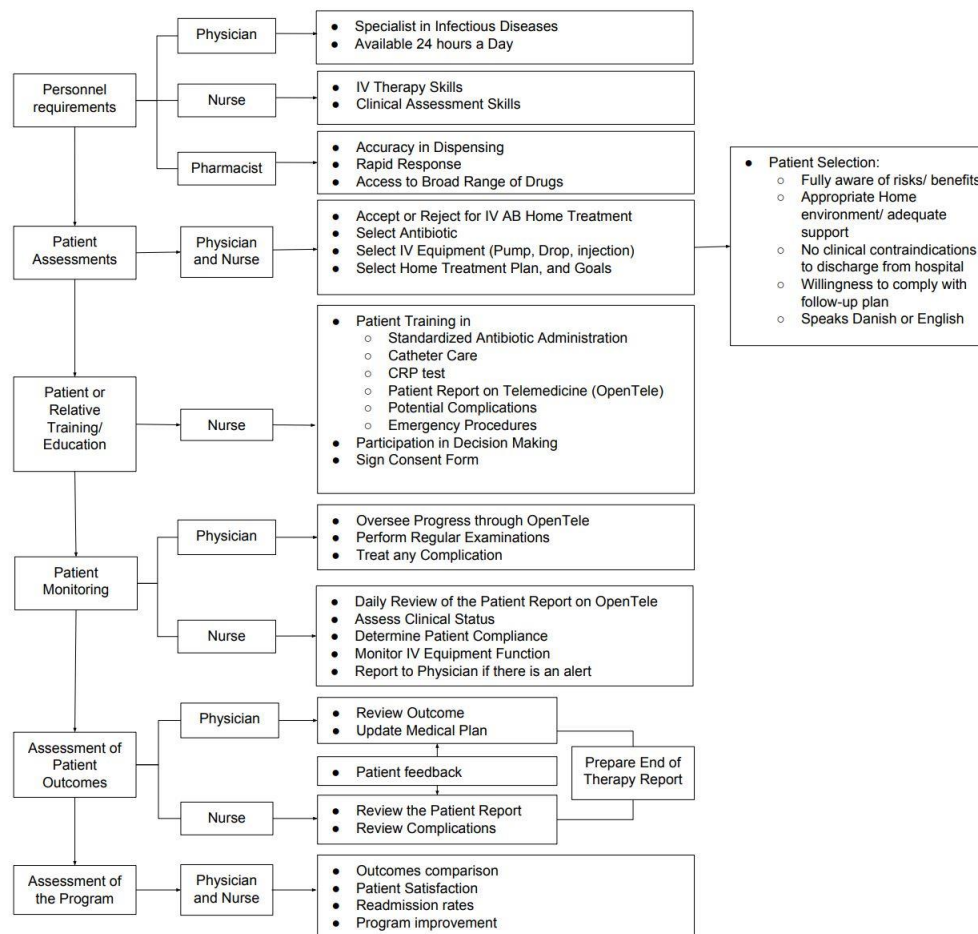 Physician
● Specialist in Infectious Diseases
● Available 24 hours a Day
Personnel
requirements
Nurse
● IV Therapy Skills
● Clinical Assessment Skills
Pharmacist
● Accuracy in Dispensing
● Rapid Response
● Access to Broad Range of Drugs
Patient
Assessments
Physician
and Nurse
● Accept or Reject for IV AB Home Treatment
● Select Antibiotic
● Select IV Equipment (Pump, Drop, injection)
● Select Home Treatment Plan, and Goals
● Patient Selection:
○ Fully aware of risks/ benefits
○ Appropriate Home
environment/ adequate
support
○ No clinical contraindications
to discharge from hospital
○ Willingness to comply with
follow-up plan
○ Speaks Danish or English
Patient or
Relative
Training/
Education
Nurse
● Patient Training in
○ Standardized Antibiotic Administration
○ Catheter Care
○ CRP test
○ Patient Report on Telemedicine (OpenTele)
○ Potential Complications
○ Emergency Procedures
● Participation in Decision Making
● Sign Consent Form
Patient
Monitoring
Physician
● Oversee Progress through OpenTele
● Perform Regular Examinations
● Treat any Complication
Nurse
● Daily Review of the Patient Report on OpenTele
● Assess Clinical Status
● Determine Patient Compliance
● Monitor IV Equipment Function
● Report to Physician if there is an alert
Assessment of
Patient
Outcomes
Physician
● Review Outcome
● Update Medical Plan
● Patient feedback
Nurse
● Review the Patient Report
● Review Complications
Prepare End of
Therapy Report
Assessment of
the Program
Physician
and Nurse
● Outcomes comparison
● Patient Satisfaction
● Readmission rates
● Program improvement